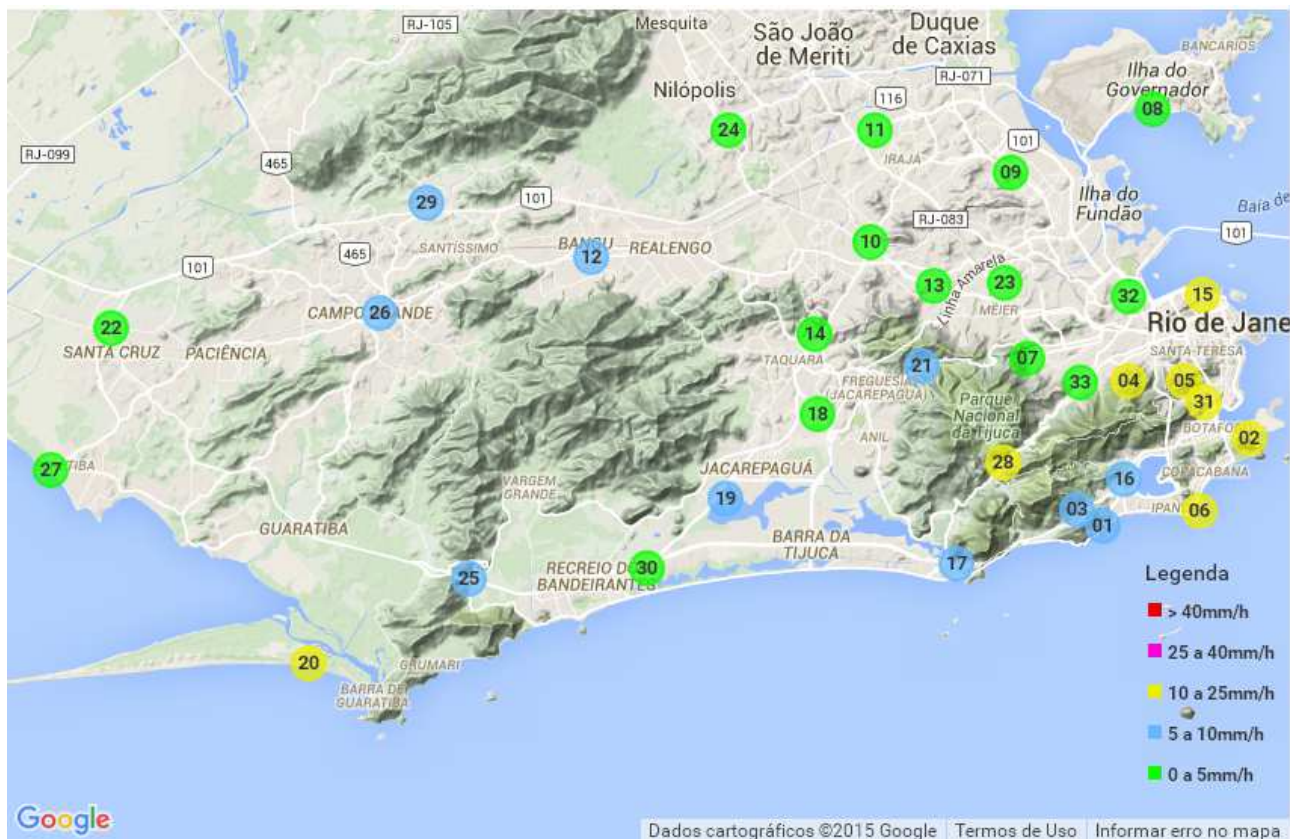 RJ-105
Mesquita
São João
de Meriti
Duque
de Caxias
BANCARIOS
RJ-071
Ilha do
Governador
Nilópolis
116
08
24
11
101
RJ-099
465
IRAJA
09
29
101
Ilha do
Fundão
RJ-083
Baía de
SANTISSIMO
BANGU
REALENGO
10
101
465
12
101
Linha Amarela
13
23
32
15
MEIER
CAMPO GRANDE
26
22
14
Rio de Jane
SANTA CRUZ
PACIÊNCIA
TAQUARA
SANTA TERESA
21
07
33
04
05
FREGUESIA
(JACAREPAGUÁ)
31
18
Parque
Nacional
da Tijuca
BOTAFO
ANIL
02
27
TIBA
28
JACAREPAGUÁ
COPACABANA
16
VARGEM
GRANDE
19
03
IPAN
06
GUARATIBA
01
BARRA DA
TIJUCA
17
25
RECREIO DO
BANDEIRANTES
30
Legenda
> 40mm/h
25 a 40mm/h
20
GRUMARI
BARRA DE
GUARATIBA
10 a 25mm/h
5 a 10mm/h
0 a 5mm/h
Google
Dados cartográficos ©2015 Google
Termos de Uso
Informar erro no mapa